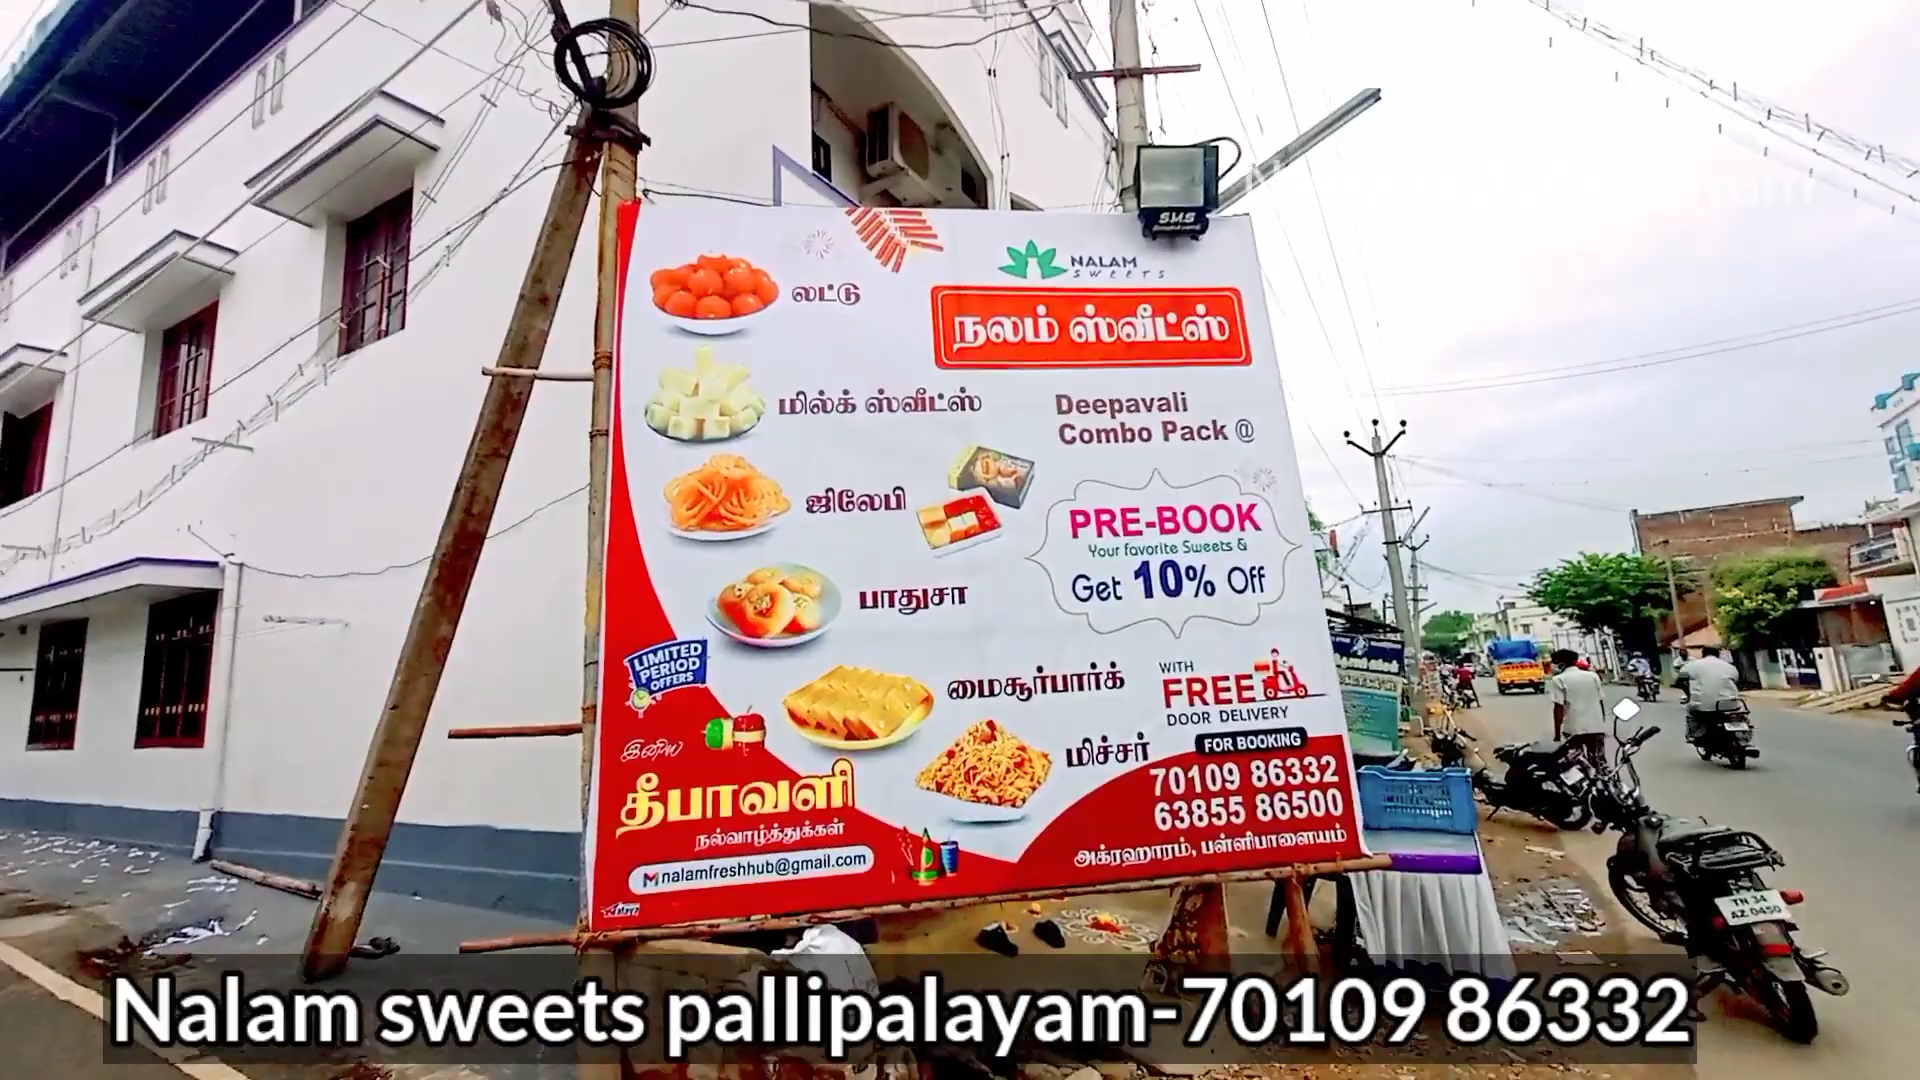 SMS
NALAM
SWEETS
நலம் ஸ்வீட்ஸ்
லட்டு
மில்க் ஸ்வீட்ஸ்
Deepavali
Combo Pack @
ஜிலேபி
PRE-BOOK
Your favorite Sweets &
Get 10% Off
பாதுசா
LIMITED
PERIOD
OFFERS
மைசூர்பார்க்
WITH
FREE
DOOR DELIVERY
மிச்சர்
FOR BOOKING
70109 86332
63855 86500
அக்ரஹாரம், பள்ளிபாளையம்
இனிய
தீபாவளி
நல்வாழ்த்துக்கள்
nalamfreshhub@gmail.com
TN 34
AZ 0450
Nalam sweets pallipalayam-70109 86332